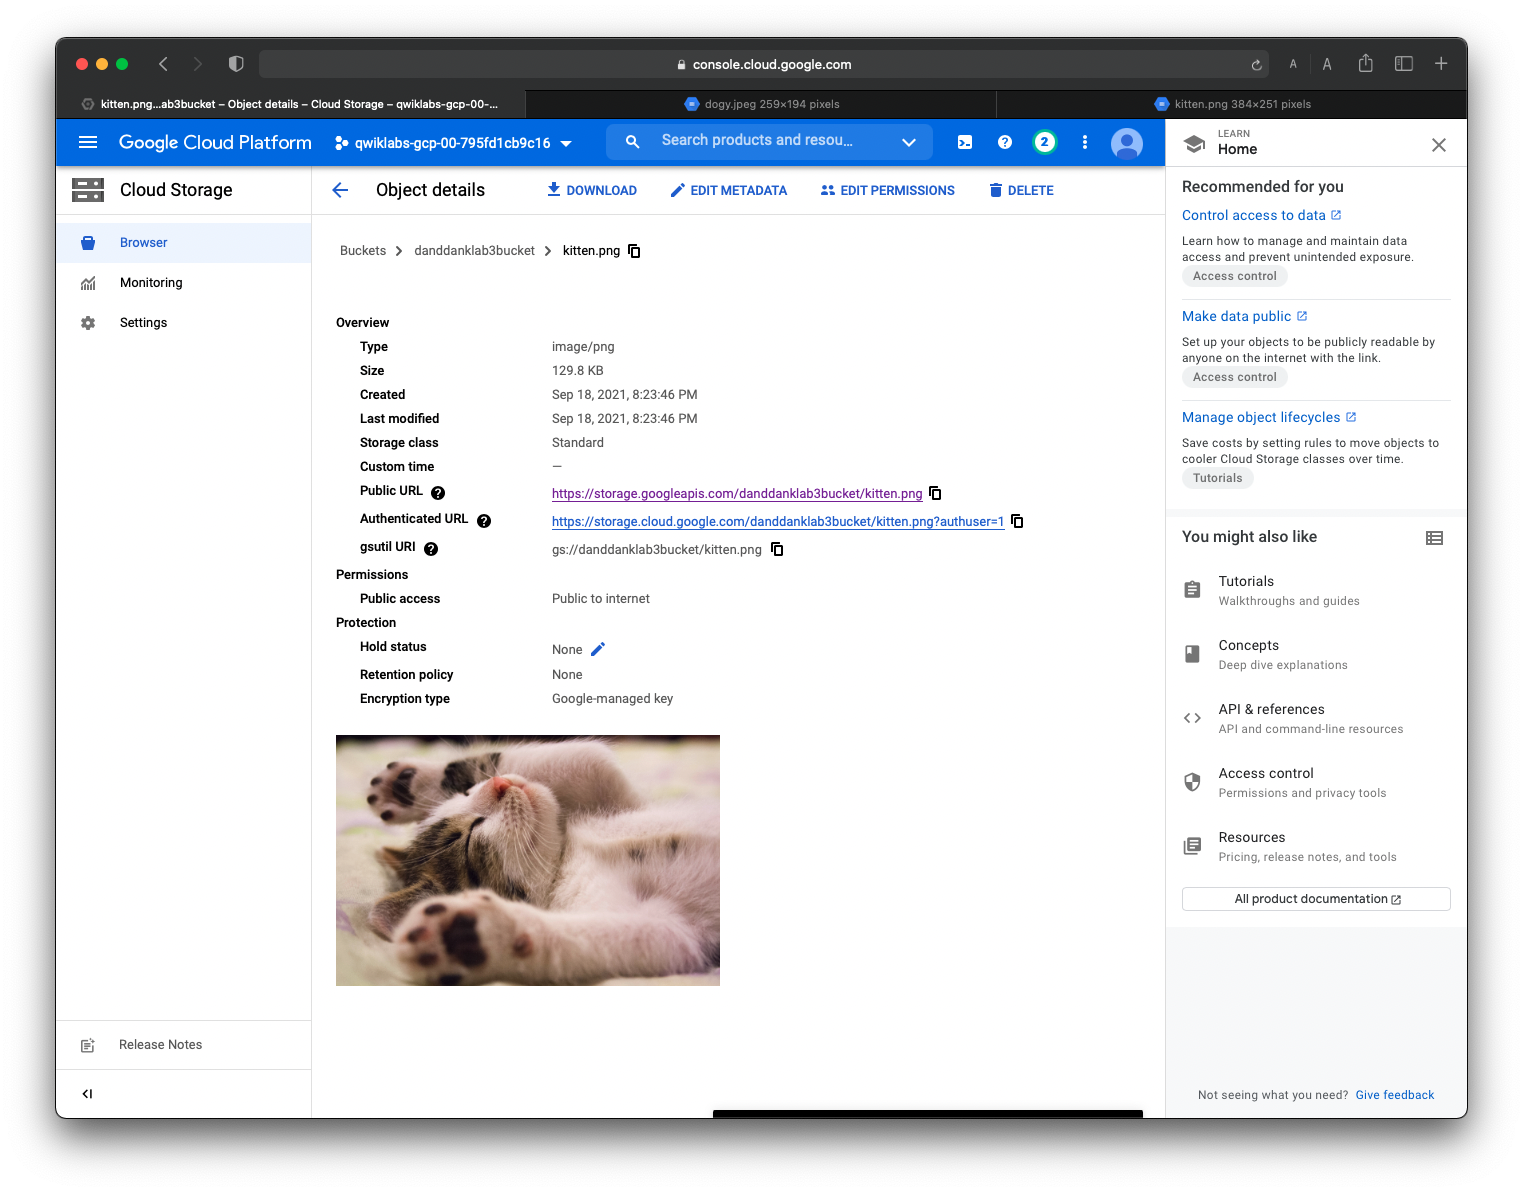 console.cloud.google.com
A A
kitten.png...ab3bucket – Object details – Cloud Storage – qwiklabs-gcp-00-...
dogy.jpeg 259×194 pixels
kitten.png 384×251 pixels
Google Cloud Platform
qwiklabs-gcp-00-795fd1cb9c16
Search products and resou...
2
LEARN
Home
Cloud Storage
Object details
DOWNLOAD
EDIT METADATA
EDIT PERMISSIONS
DELETE
Browser
Monitoring
Settings
Release Notes
Buckets
danddanklab3bucket
kitten.png
Overview
Type image/png
Size 129.8 KB
Created Sep 18, 2021, 8:23:46 PM
Last modified Sep 18, 2021, 8:23:46 PM
Storage class Standard
Custom time —
Public URL ? https://storage.googleapis.com/danddanklab3bucket/kitten.png
Authenticated URL ? https://storage.cloud.google.com/danddanklab3bucket/kitten.png?authuser=1
gsutil URI ? gs://danddanklab3bucket/kitten.png
Permissions
Public access Public to internet
Protection
Hold status None
Retention policy None
Encryption type Google-managed key
Recommended for you
Control access to data
Learn how to manage and maintain data
access and prevent unintended exposure.
Access control
Make data public
Set up your objects to be publicly readable by
anyone on the internet with the link.
Access control
Manage object lifecycles
Save costs by setting rules to move objects to
cooler Cloud Storage classes over time.
Tutorials
You might also like
Tutorials
Walkthroughs and guides
Concepts
Deep dive explanations
API & references
API and command-line resources
Access control
Permissions and privacy tools
Resources
Pricing, release notes, and tools
All product documentation
Not seeing what you need? Give feedback